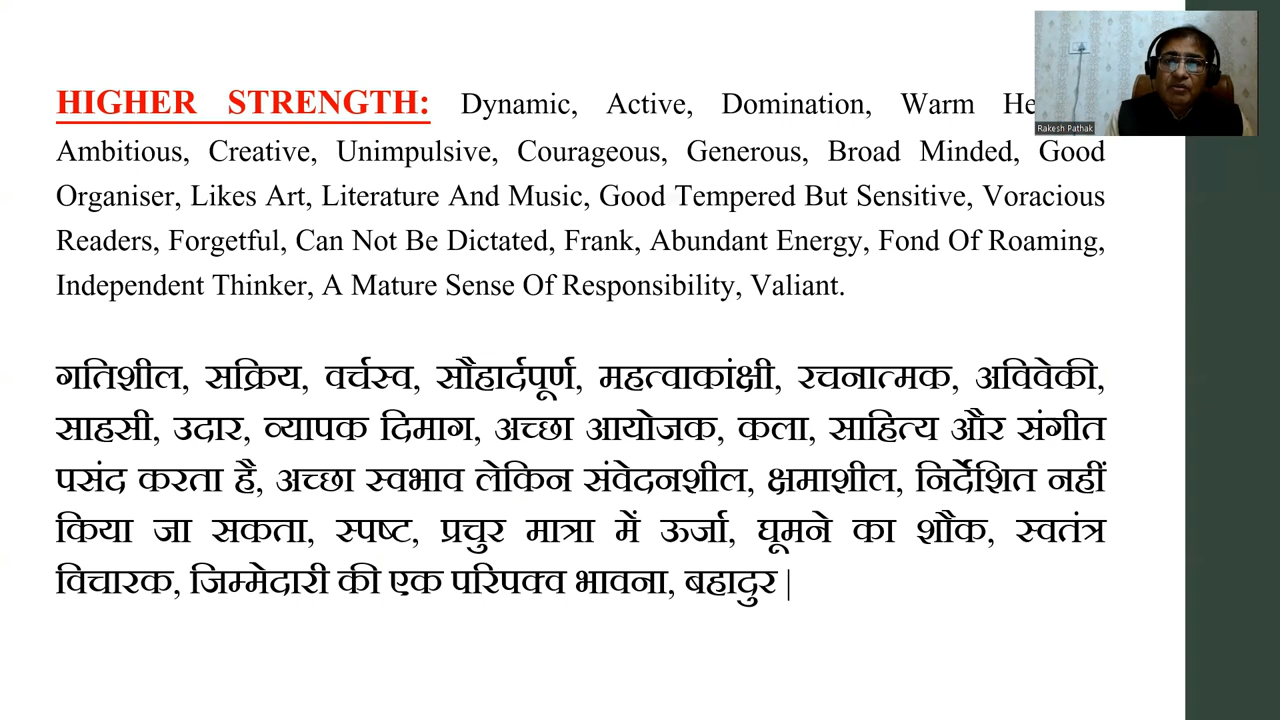 HIGHER STRENGTH: Dynamic, Active, Domination, Warm
Ambitious, Creative, Unimpulsive, Courageous, Generous, Broad Minded, Good
Organiser, Likes Art, Literature And Music, Good Tempered But Sensitive, Voracious
Readers, Forgetful, Can Not Be Dictated, Frank, Abundant Energy, Fond Of Roaming,
Independent Thinker, A Mature Sense Of Responsibility, Valiant.
गतिशील, सक्रिय, वर्चस्व, सौहार्दपूर्ण, महत्वाकांक्षी, रचनात्मक, अविवेकी,
साहसी, उदार, व्यापक दिमाग, अच्छा आयोजक, कला, साहित्य और संगीत
पसंद करता है, अच्छा स्वभाव लेकिन संवेदनशील, क्षमाशील, निर्देशित नहीं
किया जा सकता, स्पष्ट, प्रचुर मात्रा में ऊर्जा, घूमने का शौक, स्वतंत्र
विचारक, जिम्मेदारी की एक परिपक्व भावना, बहादुर |
Rakesh Pathak